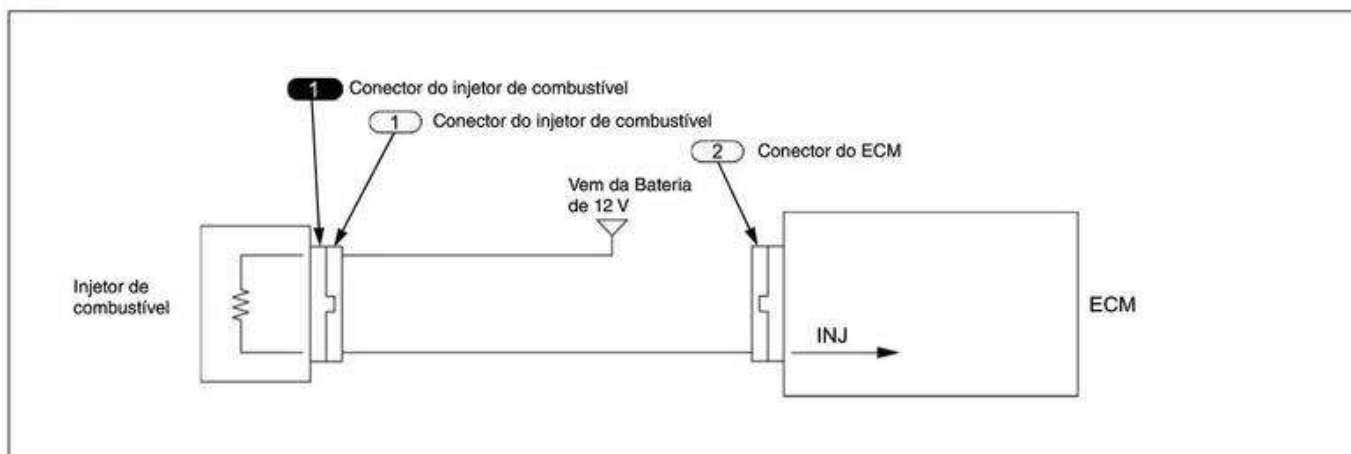 1 Conector do injetor de combustível
1 Conector do injetor de combustível
2 Conector do ECM
Vem da Bateria
de 12 V
Injetor de
combustível
ECM
INJ